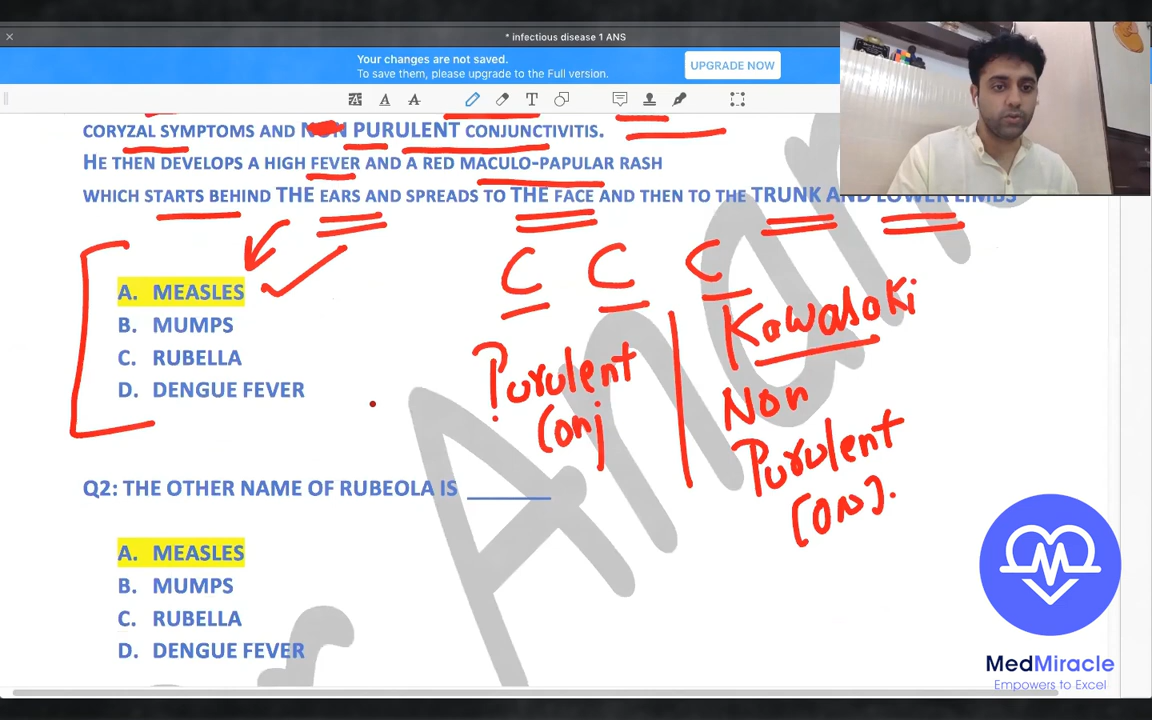 * infectious disease 1 ANS
Your changes are not saved.
To save them, please upgrade to the Full version.
UPGRADE NOW
CORYZAL SYMPTOMS AND NON PURULENT CONJUNCTIVITIS.
HE THEN DEVELOPS A HIGH FEVER AND A RED MACULO-PAPULAR RASH
WHICH STARTS BEHIND THE EARS AND SPREADS TO THE FACE AND THEN TO THE TRUNK AND LOWER LIMBS
C C C
A. MEASLES
B. MUMPS
C. RUBELLA
D. DENGUE FEVER
Purulent
Conj
Kawasaki
Non
Purulent
Q2: THE OTHER NAME OF RUBEOLA IS ________
A. MEASLES
B. MUMPS
C. RUBELLA
D. DENGUE FEVER
MedMiracle
Empowers to Excel